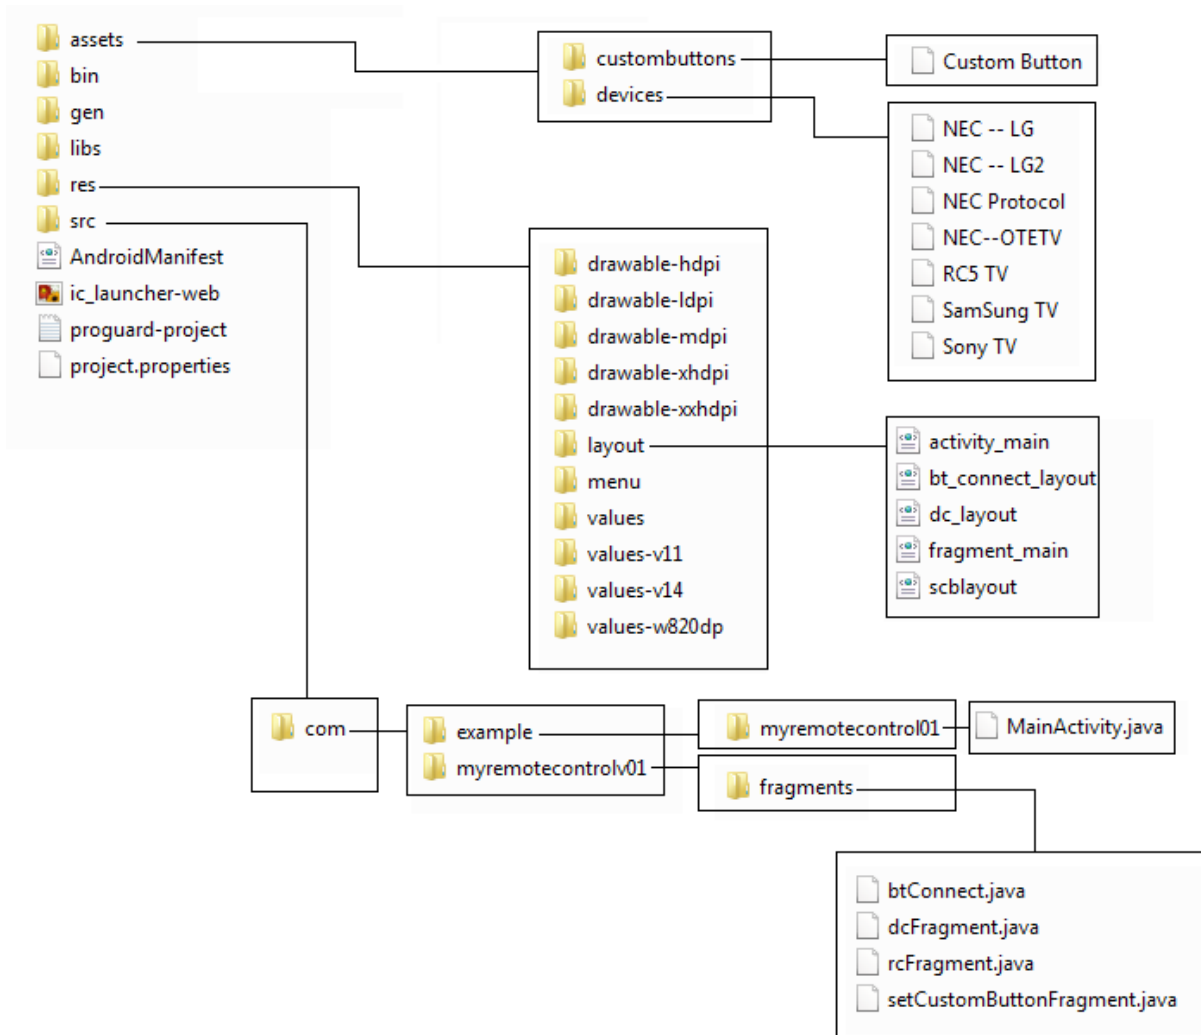 assets
bin
gen
libs
res
src
AndroidManifest
ic_launcher-web
proguard-project
project.properties
custombuttons
devices
Custom Button
NEC -- LG
NEC -- LG2
NEC Protocol
NEC--OTETV
RC5 TV
SamSung TV
Sony TV
drawable-hdpi
drawable-ldpi
drawable-mdpi
drawable-xhdpi
drawable-xxhdpi
layout
menu
values
values-v11
values-v14
values-w820dp
activity_main
bt_connect_layout
dc_layout
fragment_main
scblayout
com
example
myremotecontrolv01
myremotecontrol01
MainActivity.java
fragments
btConnect.java
dcFragment.java
rcFragment.java
setCustomButtonFragment.java